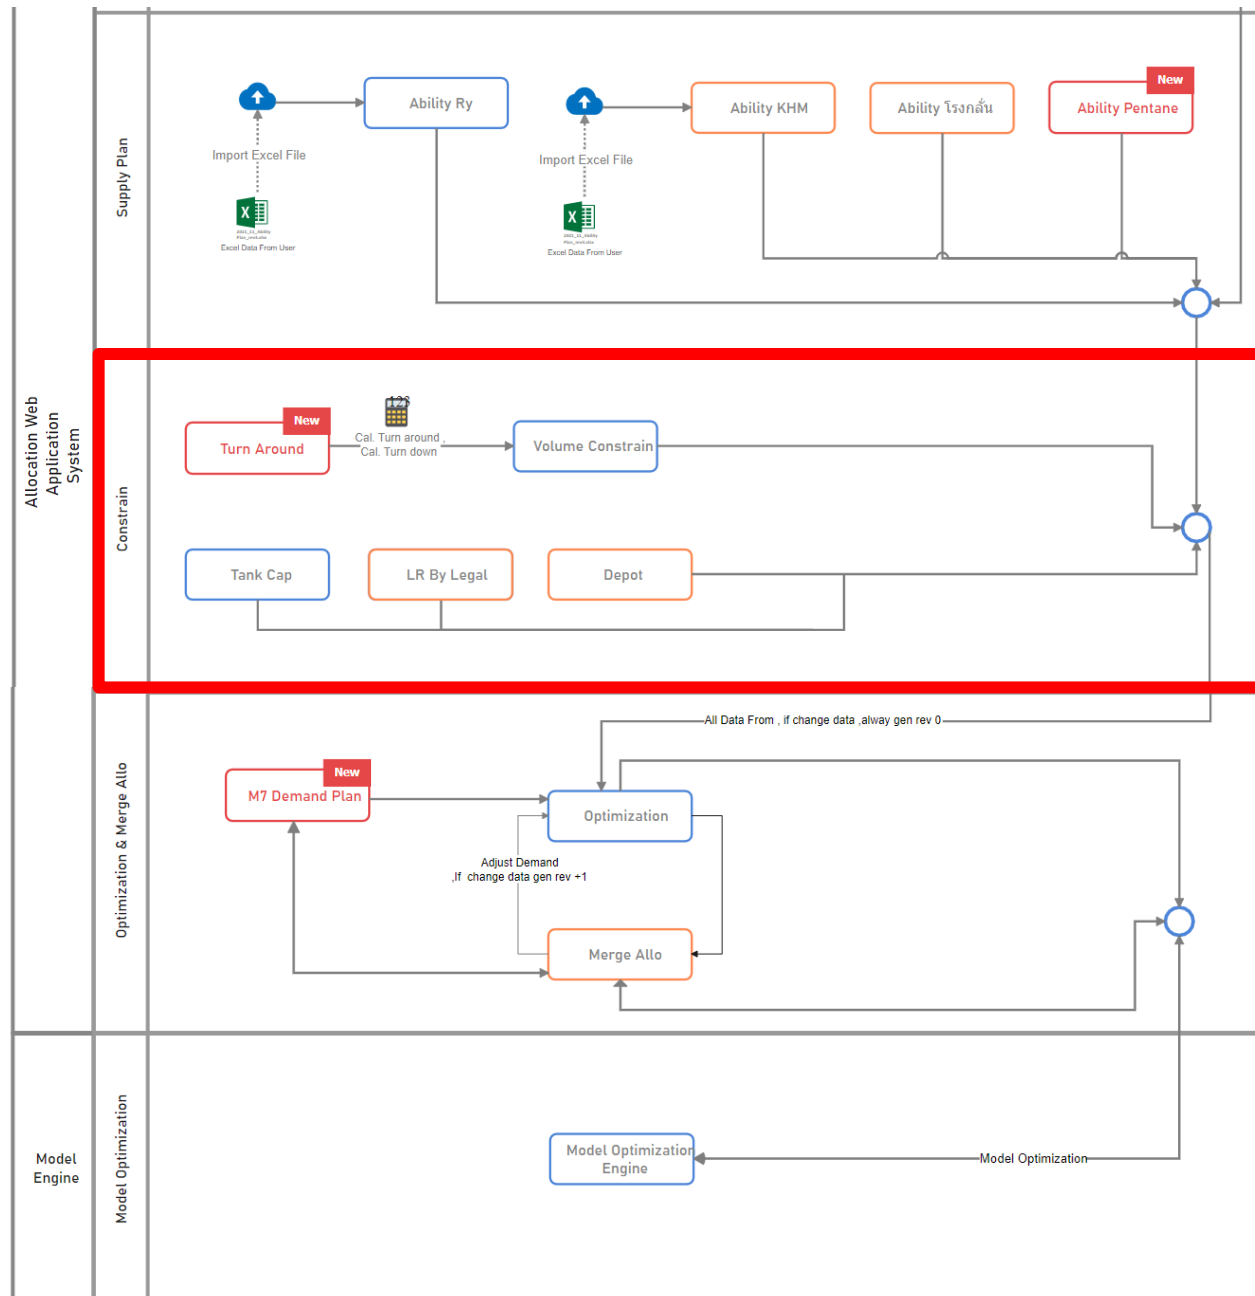 Allocation Web
Application
System
Supply Plan
Ability Ry
Import Excel File
Excel Data From User
Ability KHM
Import Excel File
Excel Data From User
Ability โรงกลั่น
New
Ability Pentane
Constrain
New
Turn Around
123
Cal. Turn around ,
Cal. Turn down
Volume Constrain
Tank Cap
LR By Legal
Depot
Optimization & Merge Allo
All Data From , if change data ,alway gen rev 0
New
M7 Demand Plan
Optimization
Adjust Demand
,If change data gen rev +1
Merge Allo
Model
Engine
Model Optimization
Model Optimization
Engine
Model Optimization